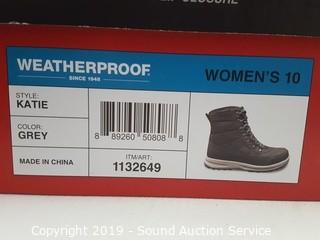 WEATHERPROOF
SINCE 1948
WOMEN'S 10
STYLE:
KATIE
COLOR:
GREY
MADE IN CHINA
8 89260 50808 8
ITM/ART:
1132649
Copyright 2019 - Sound Auction Service